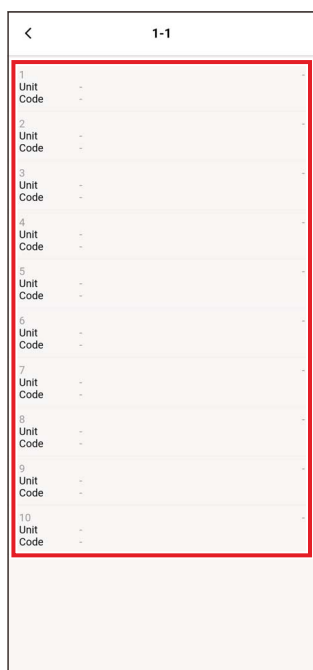 1-1
1 -
Unit -
Code -
2 -
Unit -
Code -
3 -
Unit -
Code -
4 -
Unit -
Code -
5 -
Unit -
Code -
6 -
Unit -
Code -
7 -
Unit -
Code -
8 -
Unit -
Code -
9 -
Unit -
Code -
10 -
Unit -
Code -